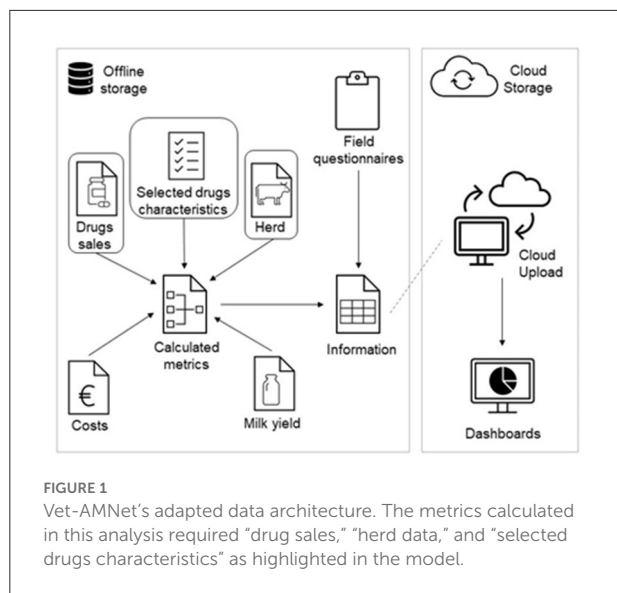 Offline
storage
Cloud
Storage
Field
questionnaires
Selected drugs
characteristics
Drugs
sales
Herd
Cloud
Upload
Calculated
metrics
Information
€
Costs
Milk yield
Dashboards
FIGURE 1
Vet-AMNet's adapted data architecture. The metrics calculated
in this analysis required “drug sales,” “herd data,” and “selected
drugs characteristics” as highlighted in the model.